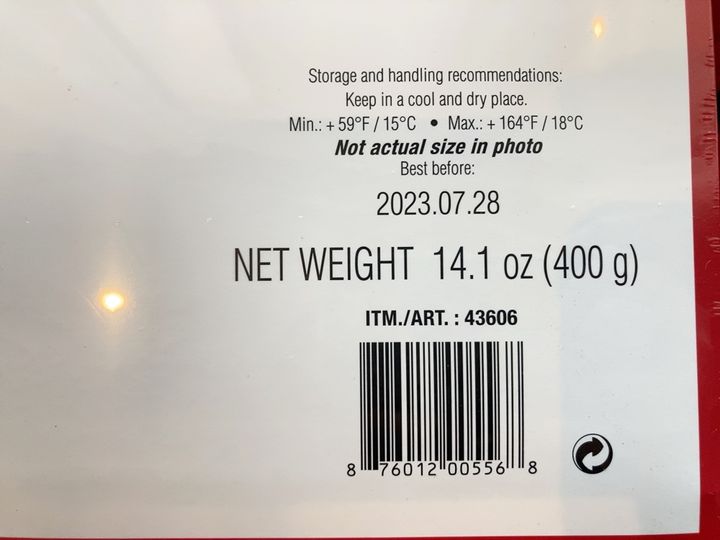 Storage and handling recommendations:
Keep in a cool and dry place.
Min.: + 59°F / 15°C • Max.: + 164°F / 18°C
Not actual size in photo
Best before:
2023.07.28
NET WEIGHT 14.1 oz (400 g)
ITM./ART. : 43606
8 76012 00556 8